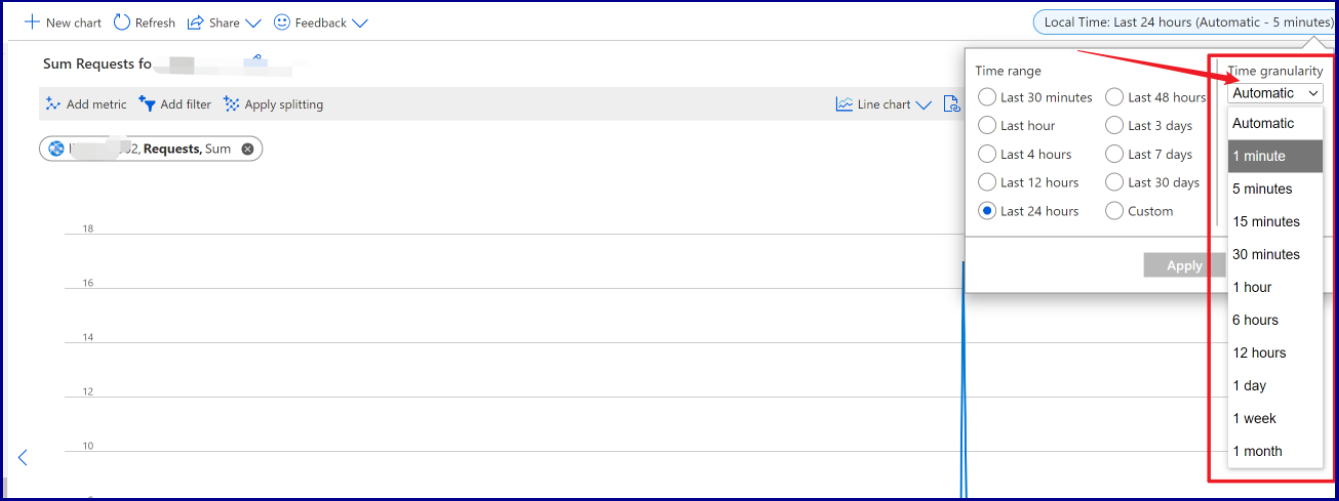 New chart Refresh Share Feedback Local Time: Last 24 hours (Automatic - 5 minutes)
Sum Requests fo
Add metric Add filter Apply splitting Line chart
2, Requests, Sum
18
16
14
12
10
Time range
Last 30 minutes Last 48 hours
Last hour Last 3 days
Last 4 hours Last 7 days
Last 12 hours Last 30 days
Last 24 hours Custom
Apply
Time granularity
Automatic
Automatic
1 minute
5 minutes
15 minutes
30 minutes
1 hour
6 hours
12 hours
1 day
1 week
1 month